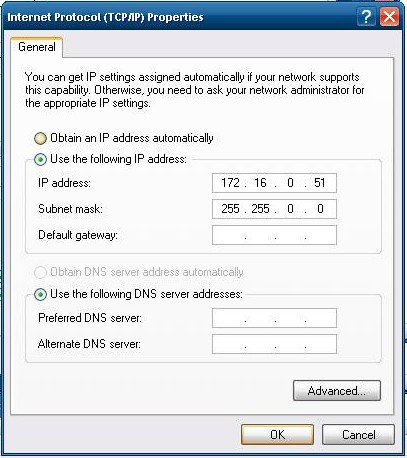 Internet Protocol (TCP/IP) Properties
General
You can get IP settings assigned automatically if your network supports
this capability. Otherwise, you need to ask your network administrator for
the appropriate IP settings.
Obtain an IP address automatically
Use the following IP address:
IP address: 172 . 16 . 0 . 51
Subnet mask: 255 . 255 . 0 . 0
Default gateway: . . .
Obtain DNS server address automatically
Use the following DNS server addresses:
Preferred DNS server: . . .
Alternate DNS server: . . .
Advanced...
OK Cancel